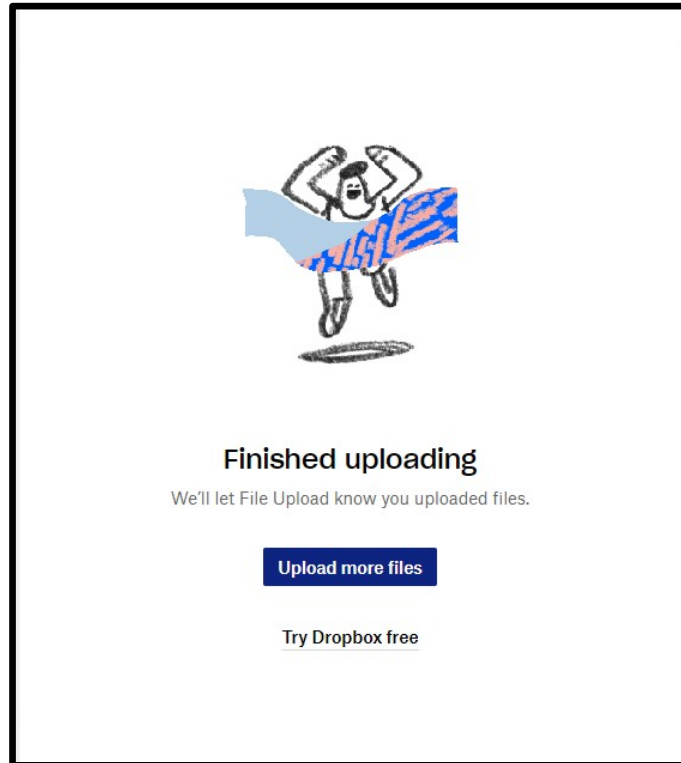 Finished uploading
We'll let File Upload know you uploaded files.
Upload more files
Try Dropbox free